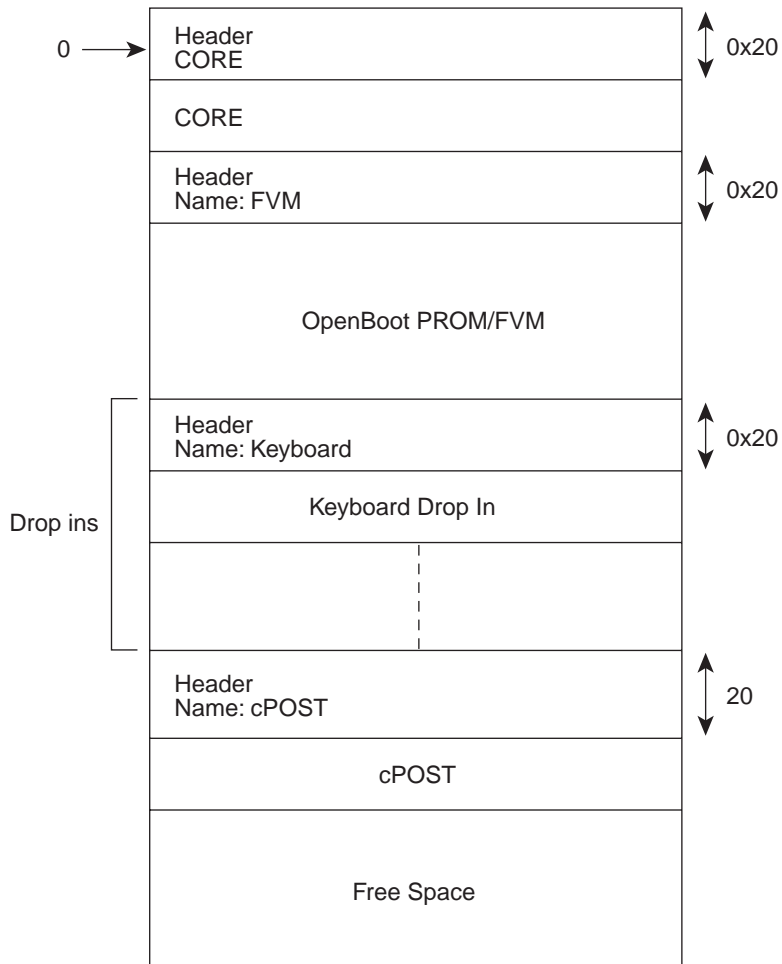 Header
CORE
0
0x20
CORE
Header
Name: FVM
0x20
OpenBoot PROM/FVM
Header
Name: Keyboard
0x20
Keyboard Drop In
Drop ins
Header
Name: cPOST
20
cPOST
Free Space